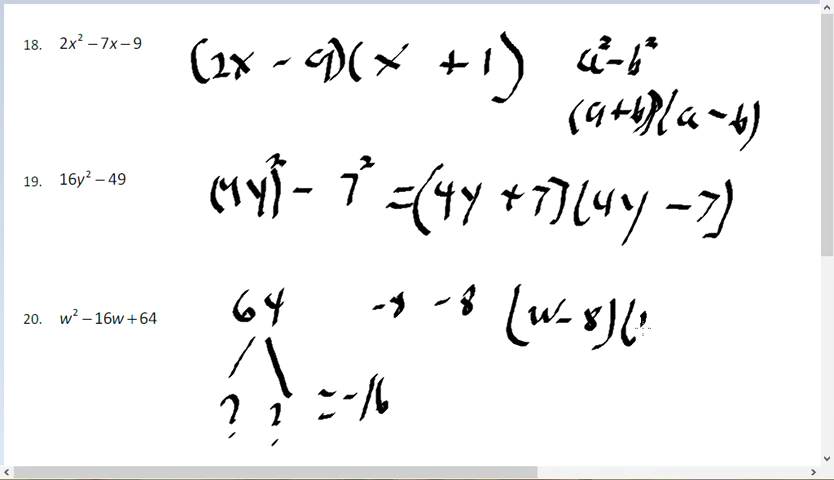 18. 2x² − 7x − 9 (2x - 9)(x + 1) a² - b²
(a+b)(a - b)
19. 16y² − 49 (4y)² - 7² = (4y + 7)(4y - 7)
20. w² − 16w + 64 64 -8 -8 (w - 8)(
? ? = -16